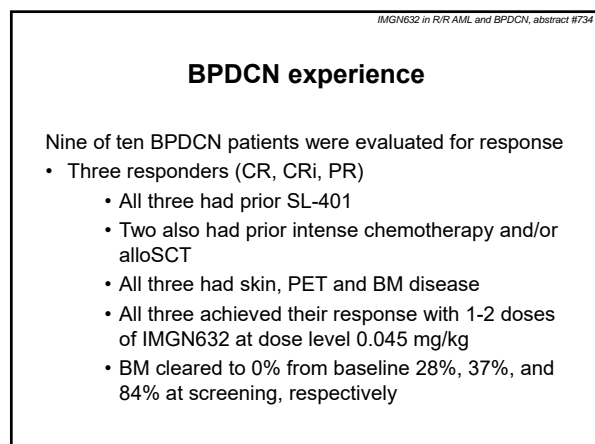 IMGN632 in R/R AML and BPDCN, abstract #734
BPDCN experience
Nine of ten BPDCN patients were evaluated for response
• Three responders (CR, CRi, PR)
• All three had prior SL-401
• Two also had prior intense chemotherapy and/or
alloSCT
• All three had skin, PET and BM disease
• All three achieved their response with 1-2 doses
of IMGN632 at dose level 0.045 mg/kg
• BM cleared to 0% from baseline 28%, 37%, and
84% at screening, respectively